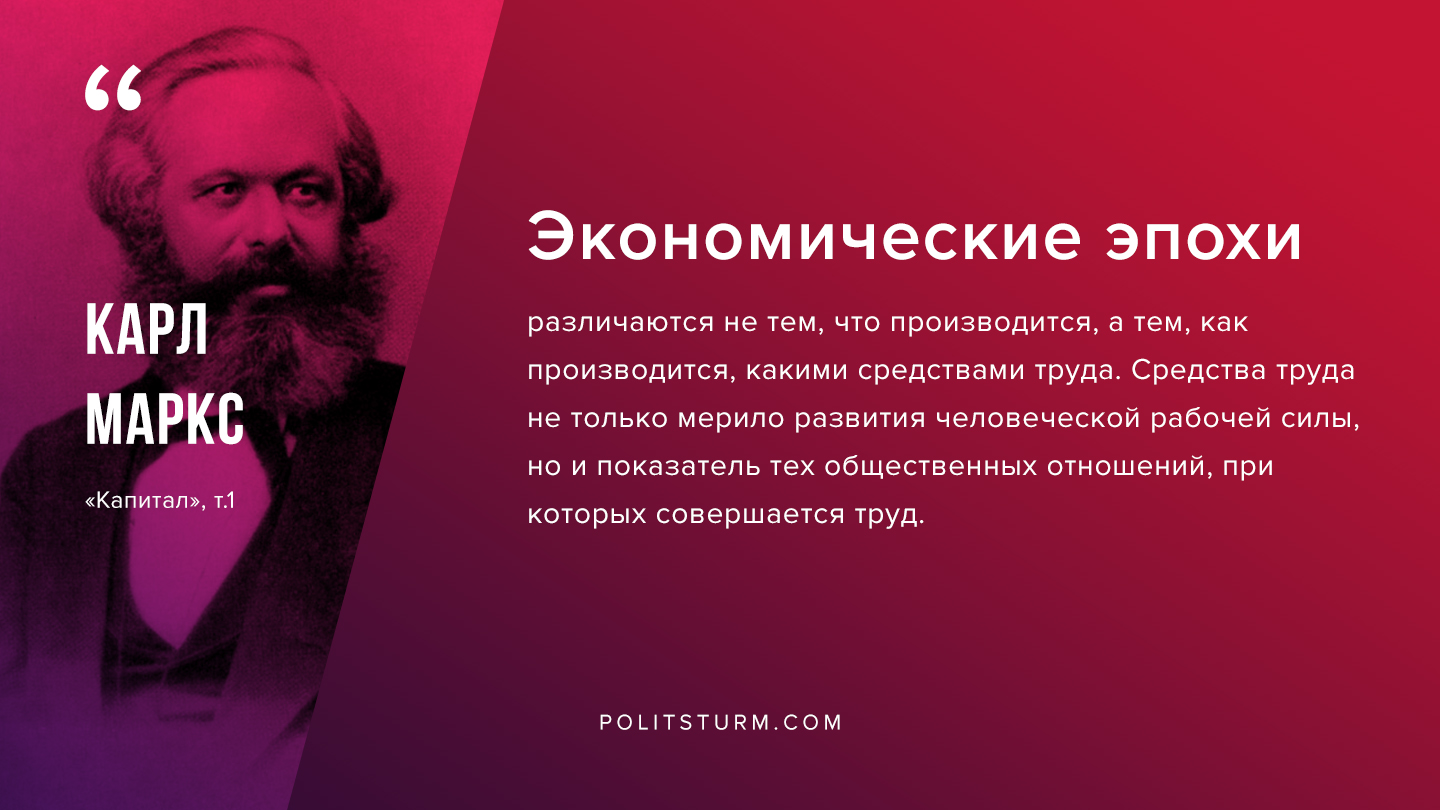 “
КАРЛ
МАРКС
«Капитал», т.1
Экономические эпохи
различаются не тем, что производится, а тем, как
производится, какими средствами труда. Средства труда
не только мерило развития человеческой рабочей силы,
но и показатель тех общественных отношений, при
которых совершается труд.
POLITSTURM.COM